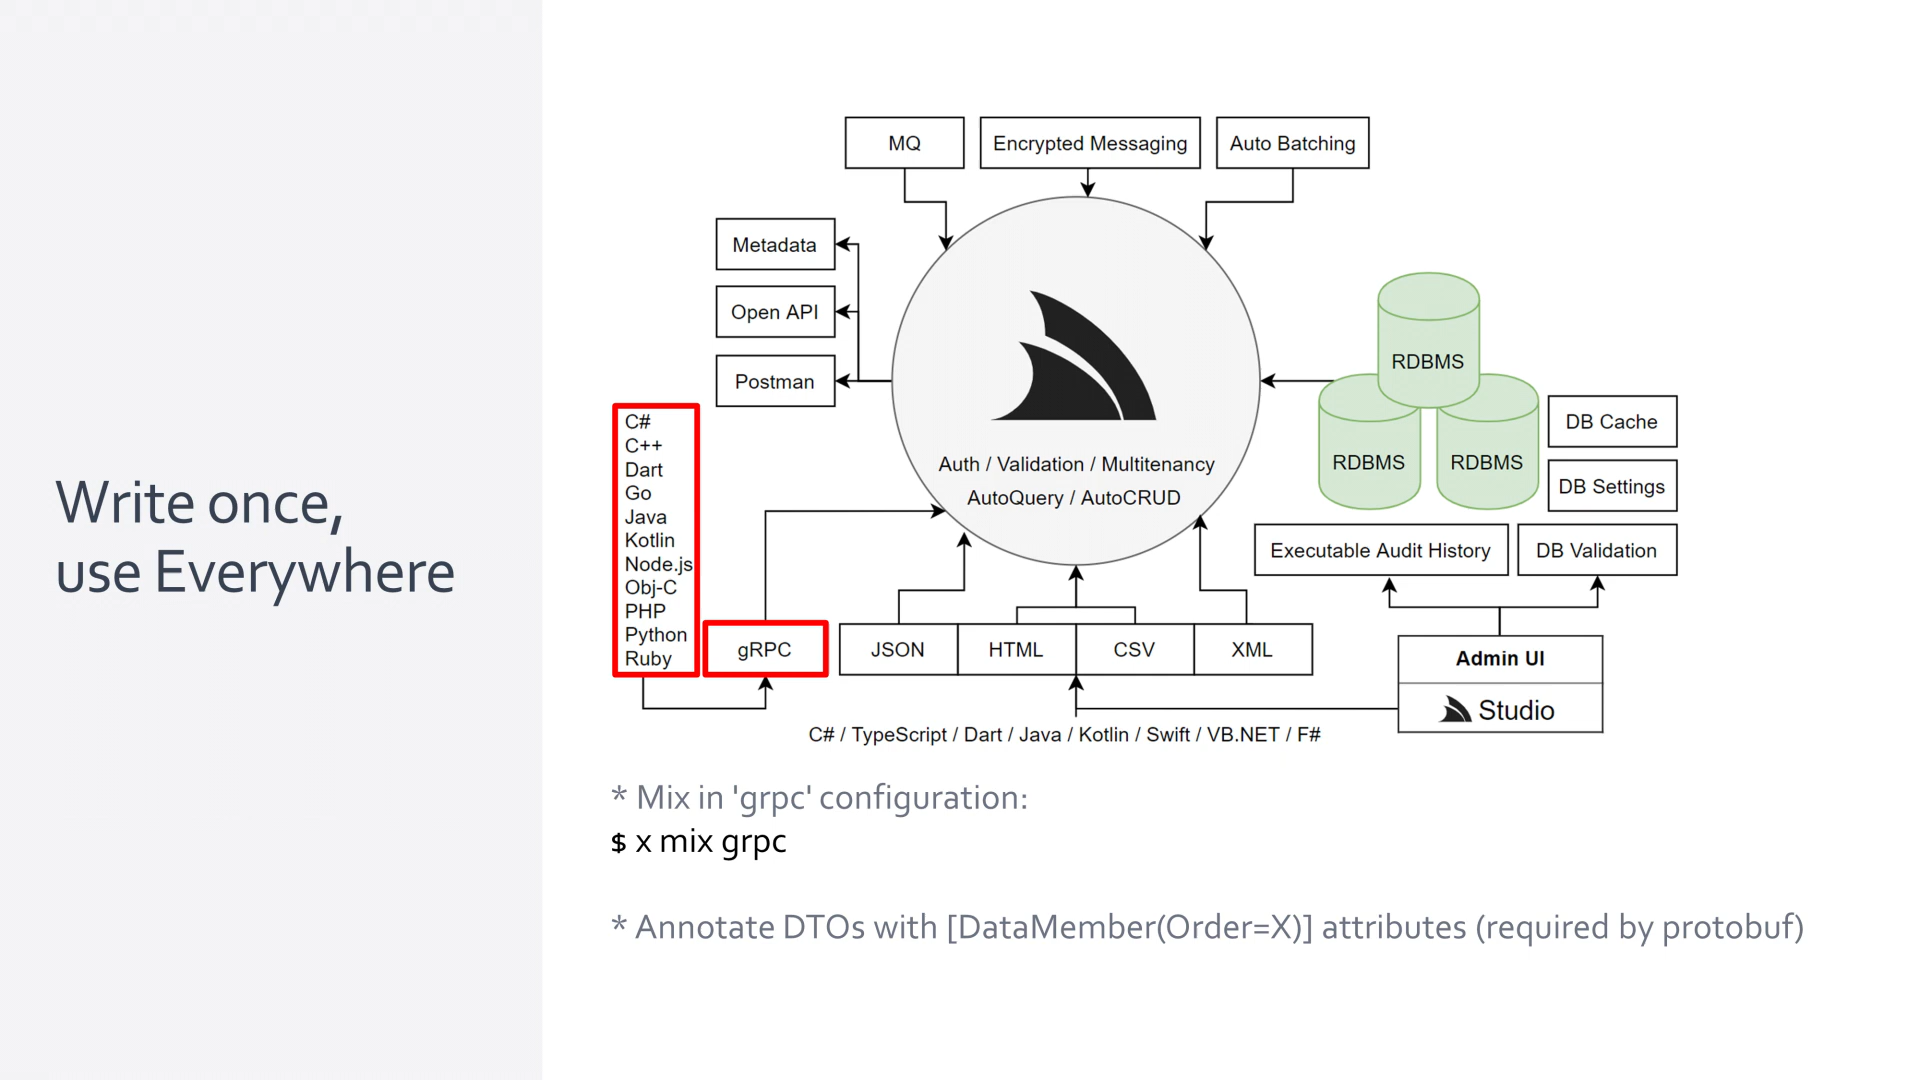 Write once,
use Everywhere
MQ
Encrypted Messaging
Auto Batching
Metadata
Open API
Postman
C#
C++
Dart
Go
Java
Kotlin
Node.js
Obj-C
PHP
Python
Ruby
gRPC
Auth / Validation / Multitenancy
AutoQuery / AutoCRUD
RDBMS
RDBMS
RDBMS
DB Cache
DB Settings
Executable Audit History
DB Validation
JSON
HTML
CSV
XML
Admin UI
Studio
C# / TypeScript / Dart / Java / Kotlin / Swift / VB.NET / F#
* Mix in 'grpc' configuration:
$ x mix grpc
* Annotate DTOs with [DataMember(Order=X)] attributes (required by protobuf)